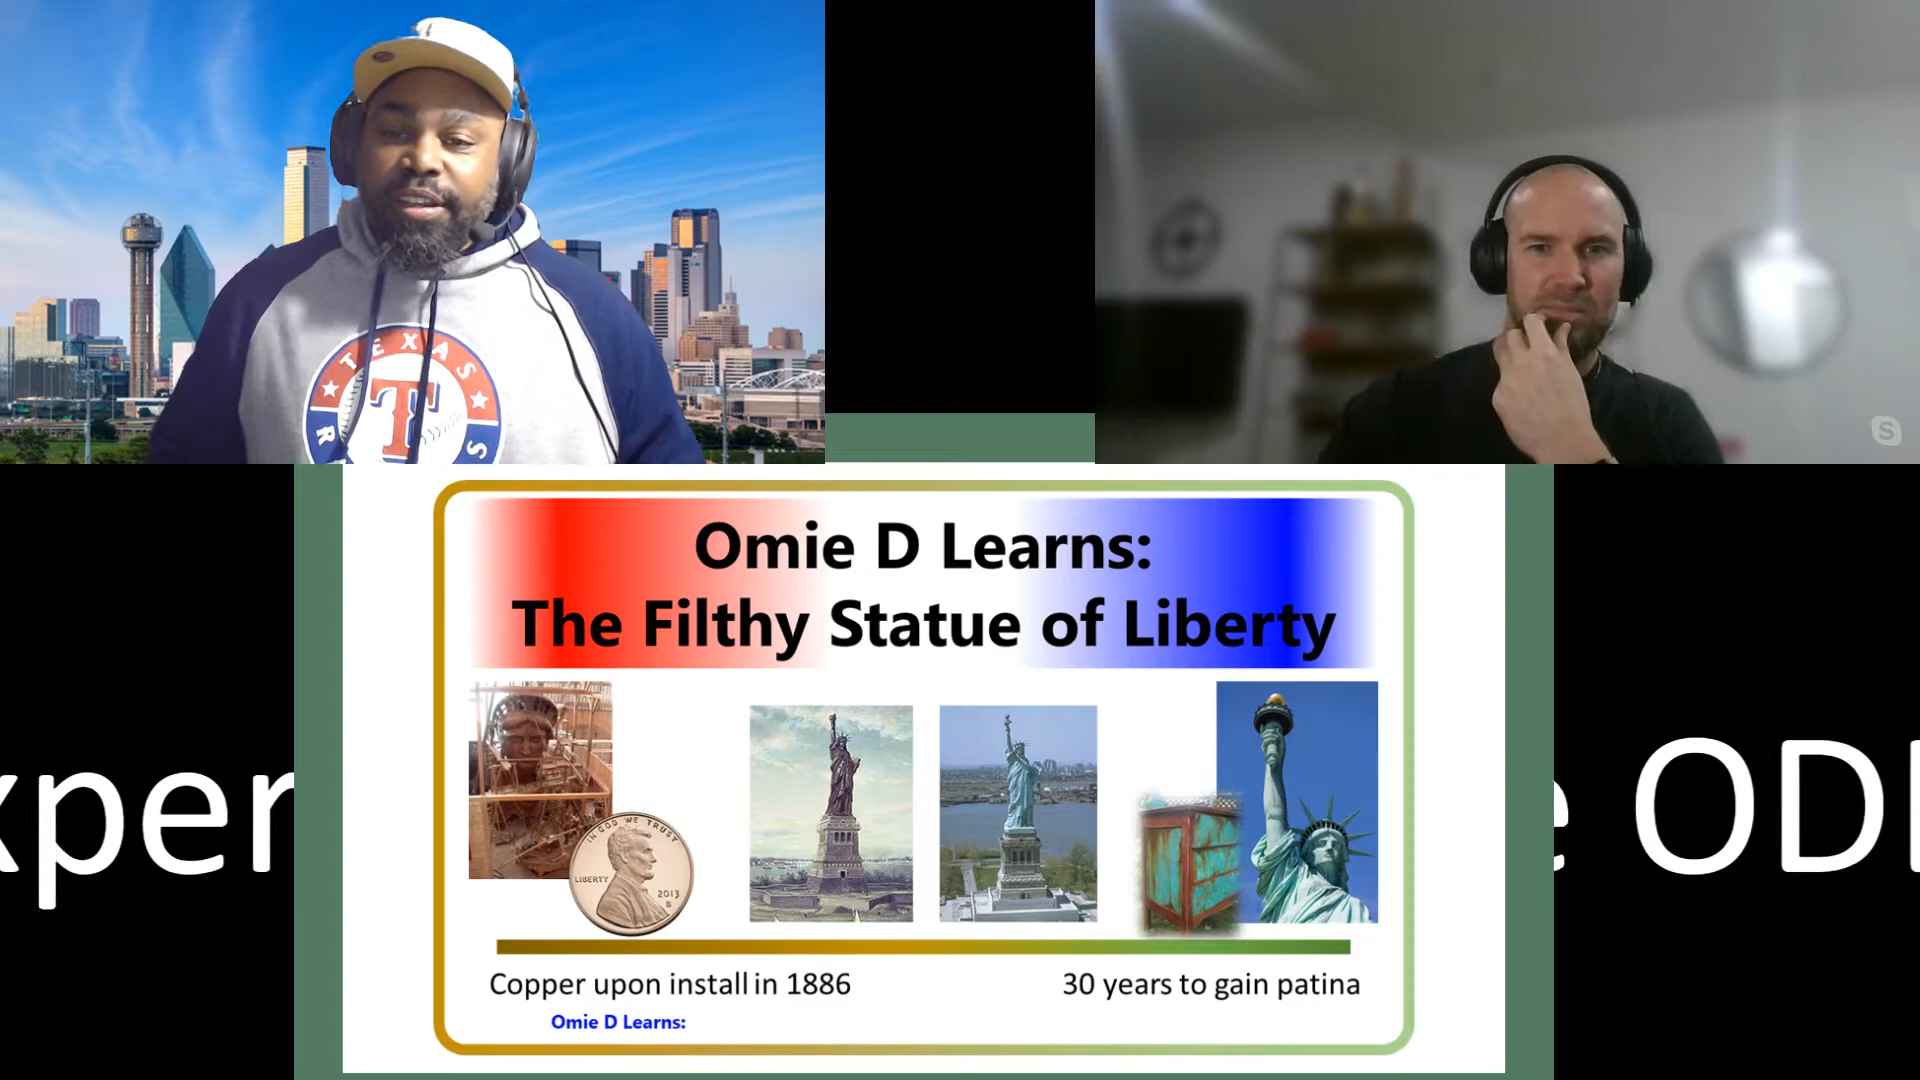 TEXAS
T
Omie D Learns:
The Filthy Statue of Liberty
IN GOD WE TRUST
LIBERTY
2013
S
Copper upon install in 1886
30 years to gain patina
Omie D Learns:
xper
e ODI